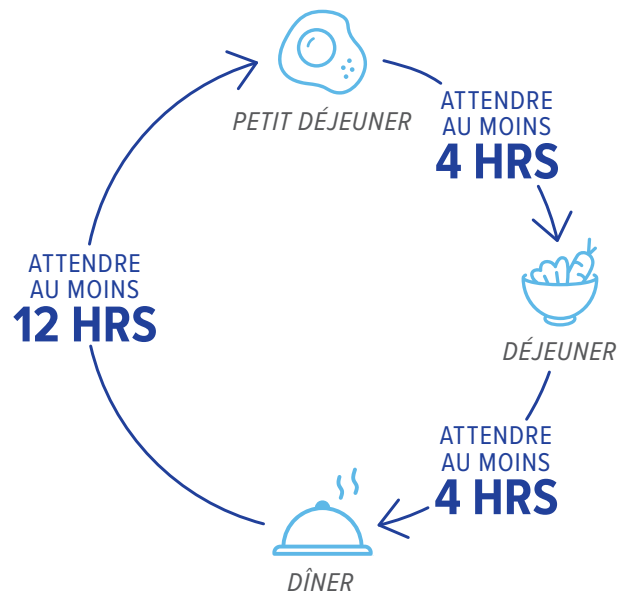 PETIT DÉJEUNER
ATTENDRE
AU MOINS
4 HRS
DÉJEUNER
ATTENDRE
AU MOINS
4 HRS
DÎNER
ATTENDRE
AU MOINS
12 HRS